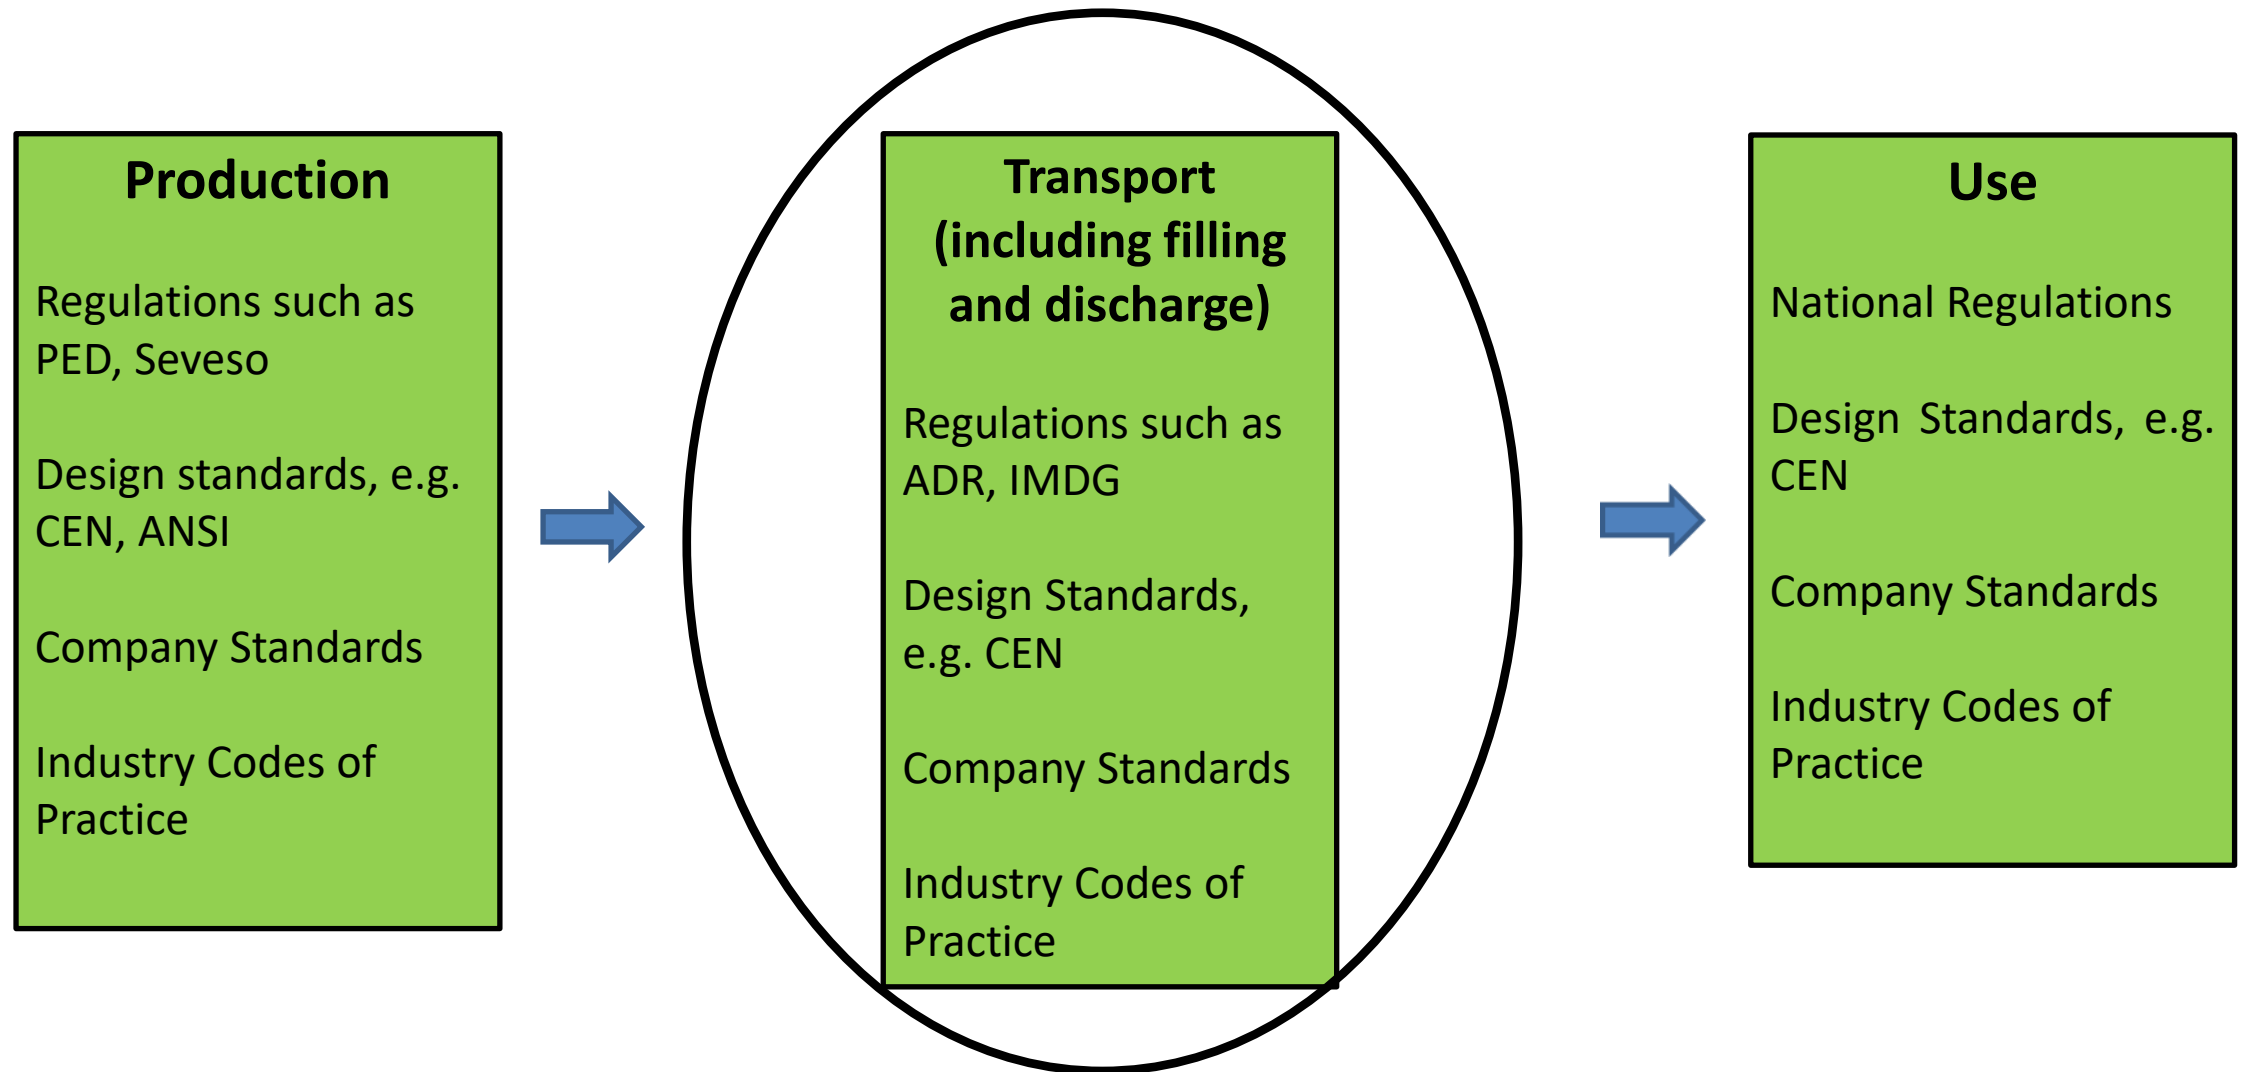 Production
Regulations such as
PED, Seveso
Design standards, e.g.
CEN, ANSI
Company Standards
Industry Codes of
Practice
Transport
(including filling
and discharge)
Regulations such as
ADR, IMDG
Design Standards,
e.g. CEN
Company Standards
Industry Codes of
Practice
Use
National Regulations
Design Standards, e.g.
CEN
Company Standards
Industry Codes of
Practice